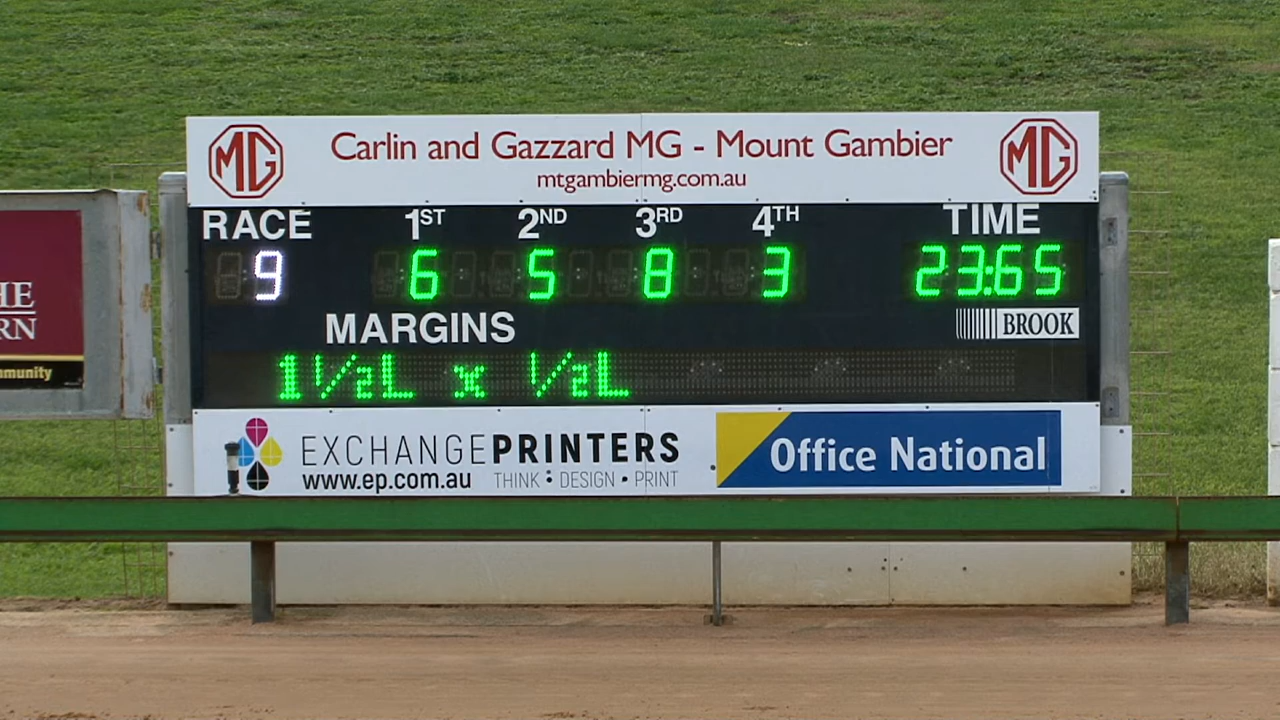 MG Carlin and Gazzard MG - Mount Gambier MG
mtgambiermg.com.au
RACE 1ST 2ND 3RD 4TH TIME
9 6 5 8 3 23:65
MARGINS
BROOK
1½L x ½L
EXCHANGEPRINTERS
www.ep.com.au THINK : DESIGN • PRINT
Office National
HE
RN
mmunity